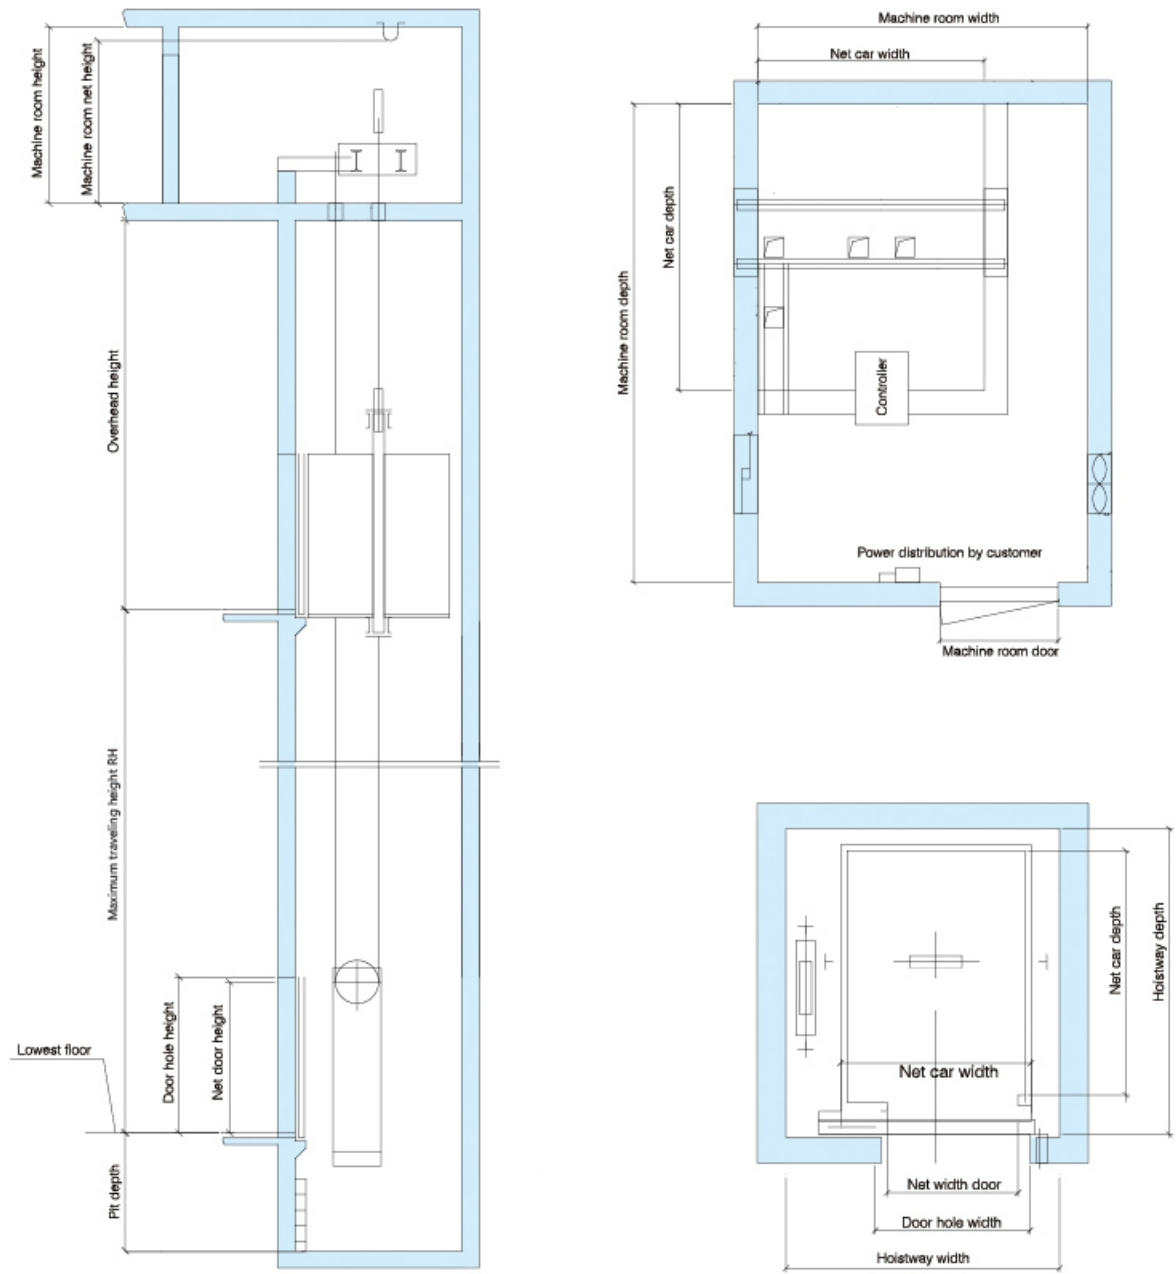 Machine room height
Machine room net height
Overhead height
Maximum traveling height RH
Door hole height
Net door height
Lowest floor
Pit depth
Machine room width
Net car width
Net car depth
Machine room depth
Controller
Power distribution by customer
Machine room door
Net car depth
Hoistway depth
Net car width
Net width door
Door hole width
Hoistway width